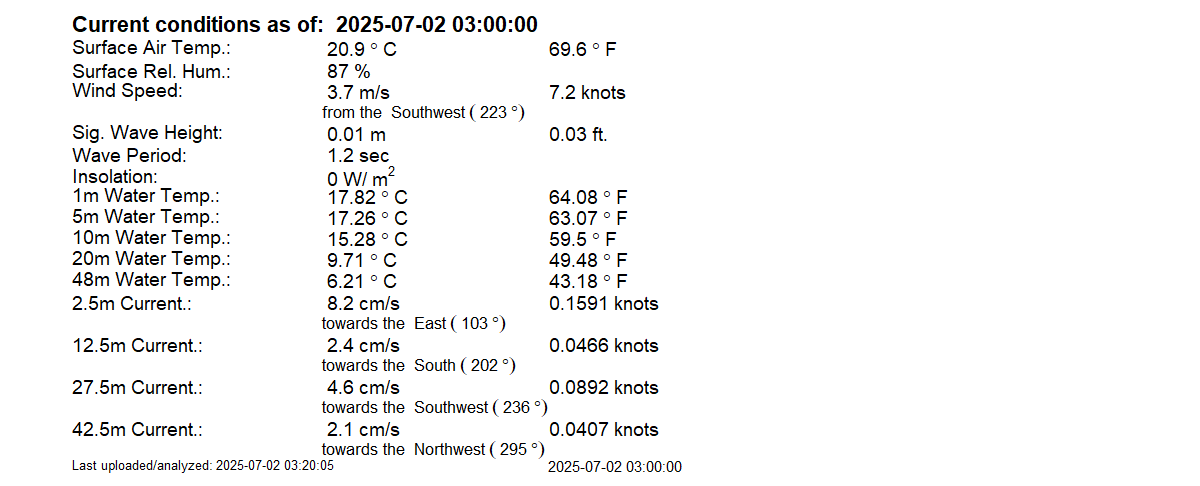 Current conditions as of:  2025-07-02 03:00:00
Surface Air Temp.: 20.9 ° C 69.6 ° F
Surface Rel. Hum.: 87 %
Wind Speed: 3.7 m/s 7.2 knots
from the Southwest ( 223 °)
Sig. Wave Height: 0.01 m 0.03 ft.
Wave Period: 1.2 sec
Insolation: 0 W/ m²
1m Water Temp.: 17.82 ° C 64.08 ° F
5m Water Temp.: 17.26 ° C 63.07 ° F
10m Water Temp.: 15.28 ° C 59.5 ° F
20m Water Temp.: 9.71 ° C 49.48 ° F
48m Water Temp.: 6.21 ° C 43.18 ° F
2.5m Current.: 8.2 cm/s 0.1591 knots
towards the East ( 103 °)
12.5m Current.: 2.4 cm/s 0.0466 knots
towards the South ( 202 °)
27.5m Current.: 4.6 cm/s 0.0892 knots
towards the Southwest ( 236 °)
42.5m Current.: 2.1 cm/s 0.0407 knots
towards the Northwest ( 295 °)
Last uploaded/analyzed: 2025-07-02 03:20:05 2025-07-02 03:00:00